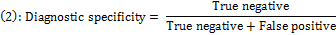 (2): Diagnostic specificity = True negative / True negative + False positive